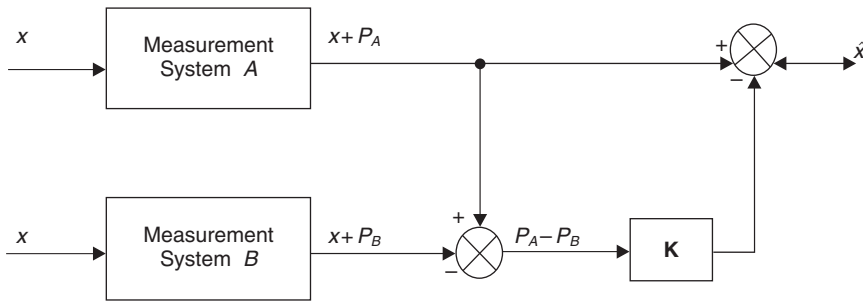 x
Measurement
System A
x + P_A
+
−
x̂
x
Measurement
System B
x + P_B
+
−
P_A − P_B
K